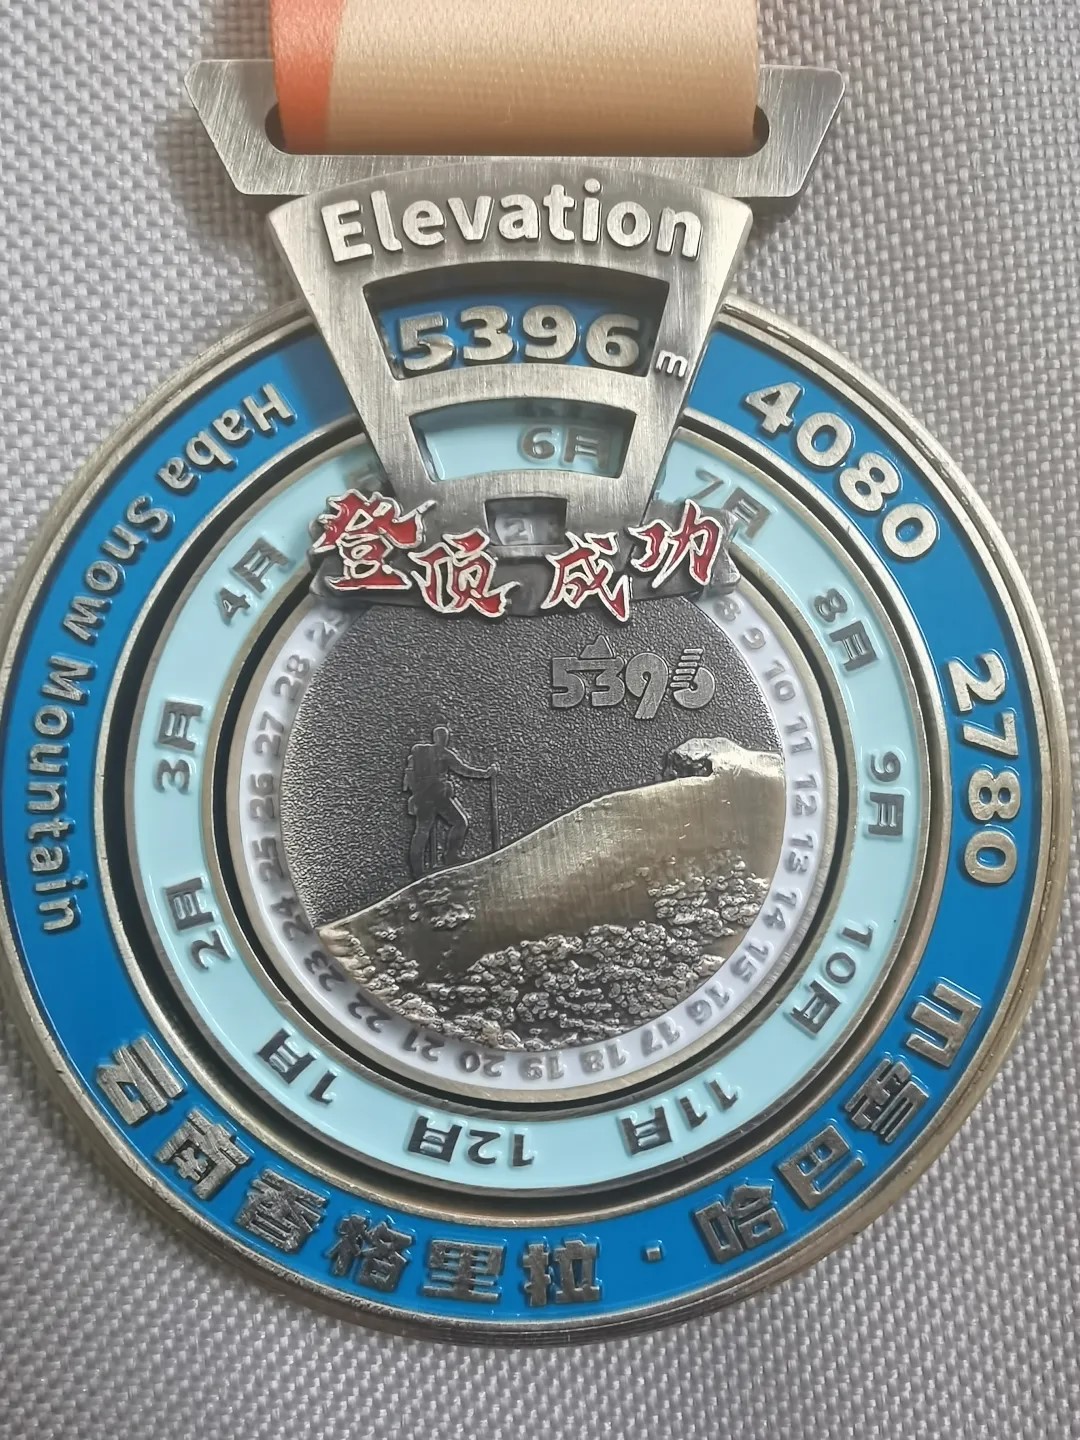 Elevation
5396 m
6月
2
登顶成功
5396
Haba Snow Mountain
4080
2780
云南香格里拉·哈巴雪山
1月
2月
3月
4月
7月
8月
9月
10月
11月
12月
8 9 10 11 12 13 14 15 16 17 18 19 20 21 22 23 24 25 26 27 28 29